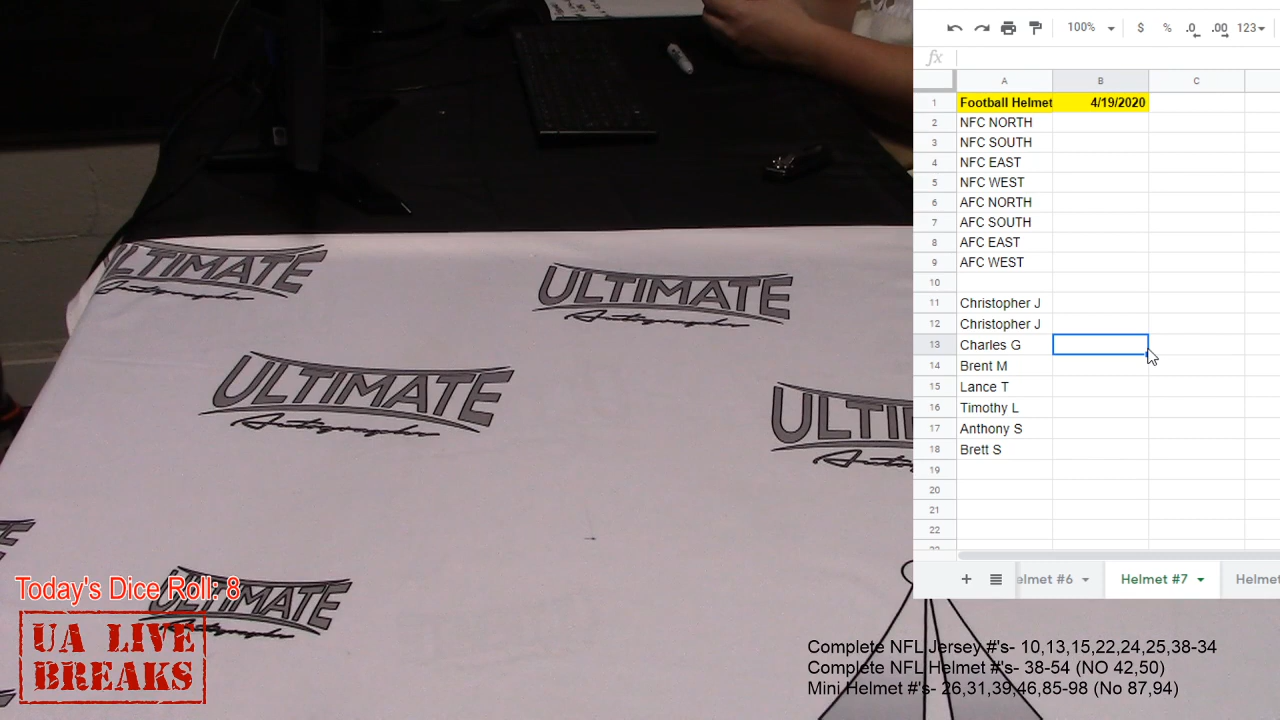 100%
$ % .0 .00 123
fx
A B C
1 Football Helmet 4/19/2020
2 NFC NORTH
3 NFC SOUTH
4 NFC EAST
5 NFC WEST
6 AFC NORTH
7 AFC SOUTH
8 AFC EAST
9 AFC WEST
10
11 Christopher J
12 Christopher J
13 Charles G
14 Brent M
15 Lance T
16 Timothy L
17 Anthony S
18 Brett S
19
20
21
22
elmet #6 Helmet #7 Helmet
ULTIMATE
Autographs
ULTIMATE
Autographs
ULTIMATE
Autographs
ULTI
ULTIMATE
Today's Dice Roll: 8
UA LIVE
BREAKS
Complete NFL Jersey #'s- 10,13,15,22,24,25,38-34
Complete NFL Helmet #'s- 38-54 (NO 42,50)
Mini Helmet #'s- 26,31,39,46,85-98 (No 87,94)